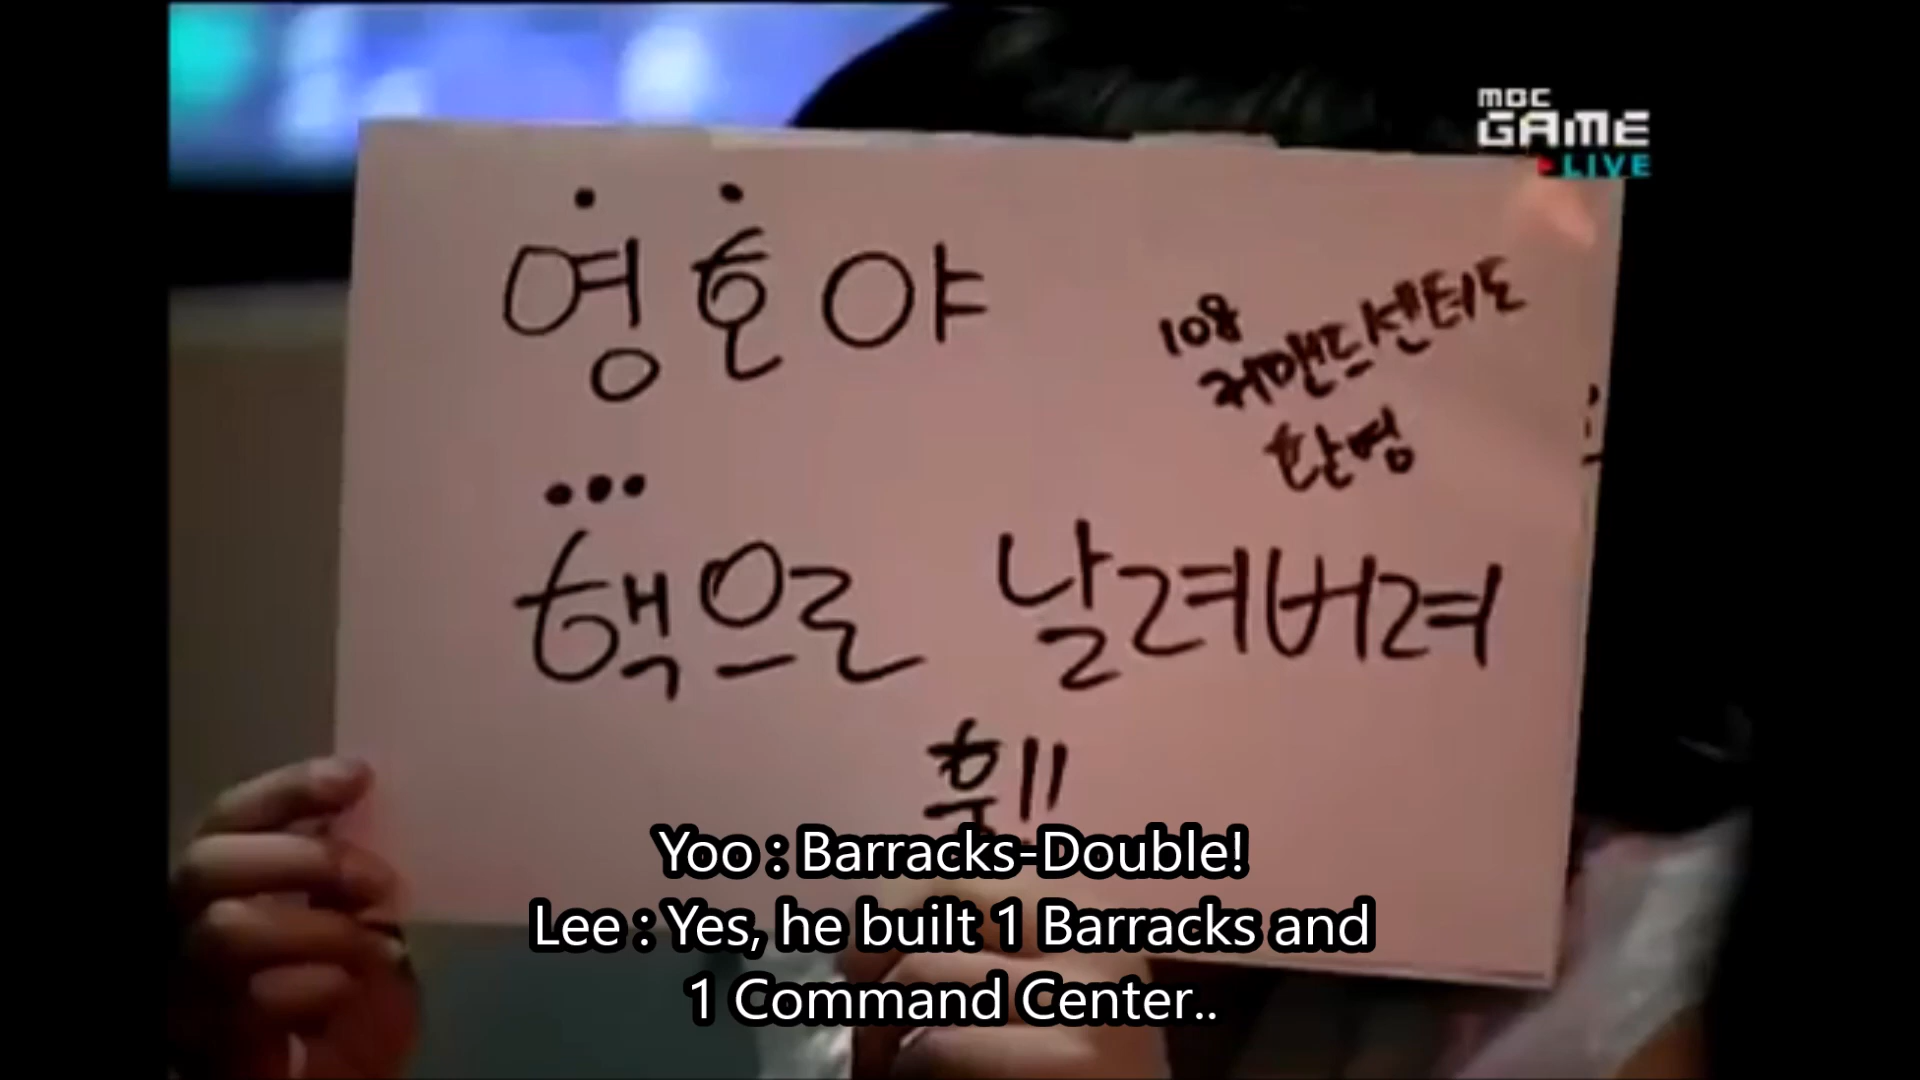 mbc
GAME
LIVE
영호야
108
커맨드센터도
환영
핵으로 날려버려
훗!!
Yoo : Barracks-Double!
Lee : Yes, he built 1 Barracks and
1 Command Center..